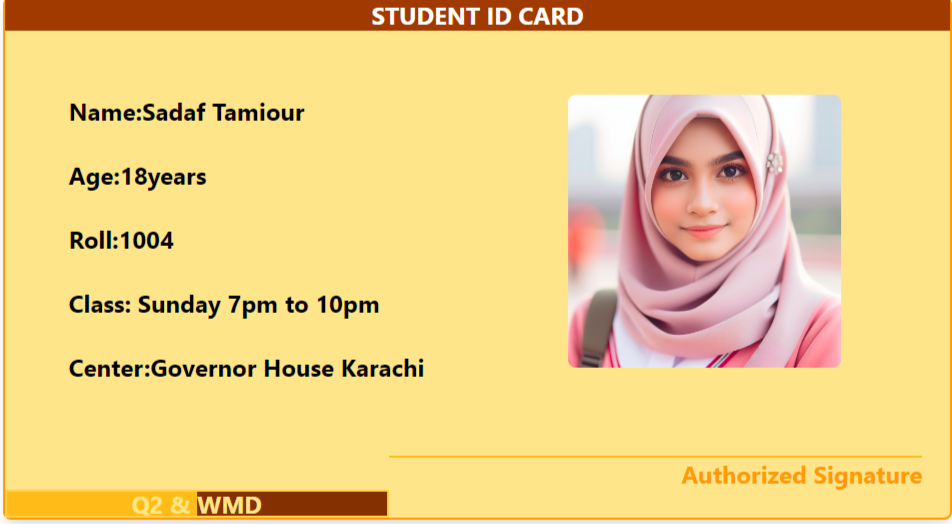 STUDENT ID CARD
Name:Sadaf Tamiour
Age:18years
Roll:1004
Class: Sunday 7pm to 10pm
Center:Governor House Karachi
Authorized Signature
Q2 & WMD